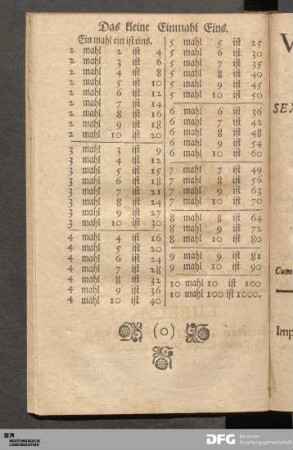 Das kleine Einmahl Eins.
Ein mahl ein ist eins.
2 mahl 2 ist 4
2 mahl 3 ist 6
2 mahl 4 ist 8
2 mahl 5 ist 10
2 mahl 6 ist 12
2 mahl 7 ist 14
2 mahl 8 ist 16
2 mahl 9 ist 18
2 mahl 10 ist 20
3 mahl 3 ist 9
3 mahl 4 ist 12
3 mahl 5 ist 15
3 mahl 6 ist 18
3 mahl 7 ist 21
3 mahl 8 ist 24
3 mahl 9 ist 27
3 mahl 10 ist 30
4 mahl 4 ist 16
4 mahl 5 ist 20
4 mahl 6 ist 24
4 mahl 7 ist 28
4 mahl 8 ist 32
4 mahl 9 ist 36
4 mahl 10 ist 40
5 mahl 5 ist 25
5 mahl 6 ist 30
5 mahl 7 ist 35
5 mahl 8 ist 40
5 mahl 9 ist 45
5 mahl 10 ist 50
6 mahl 6 ist 36
6 mahl 7 ist 42
6 mahl 8 ist 48
6 mahl 9 ist 54
6 mahl 10 ist 60
7 mahl 7 ist 49
7 mahl 8 ist 56
7 mahl 9 ist 63
7 mahl 10 ist 70
8 mahl 8 ist 64
8 mahl 9 ist 72
8 mahl 10 ist 80
9 mahl 9 ist 81
9 mahl 10 ist 90
10 mahl 10 ist 100
10 mahl 100 ist 1000.
(o)
V
SEX
Cum
Imp
DFG Deutsche Forschungsgemeinschaft